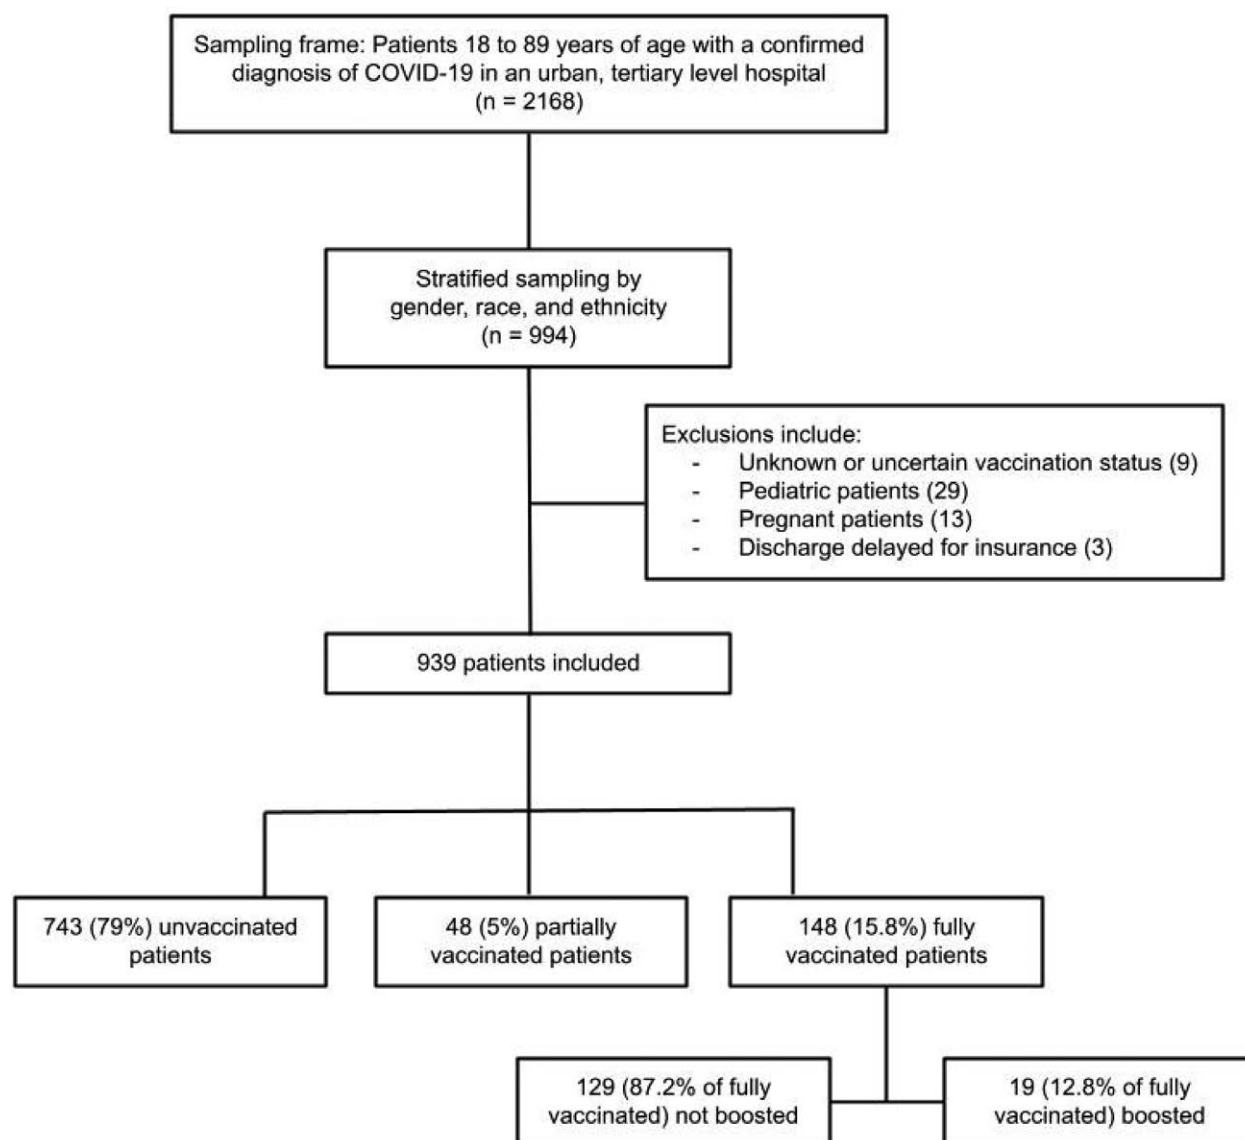 Sampling frame: Patients 18 to 89 years of age with a confirmed
diagnosis of COVID-19 in an urban, tertiary level hospital
(n = 2168)
Stratified sampling by
gender, race, and ethnicity
(n = 994)
Exclusions include:
- Unknown or uncertain vaccination status (9)
- Pediatric patients (29)
- Pregnant patients (13)
- Discharge delayed for insurance (3)
939 patients included
743 (79%) unvaccinated
patients
48 (5%) partially
vaccinated patients
148 (15.8%) fully
vaccinated patients
129 (87.2% of fully
vaccinated) not boosted
19 (12.8% of fully
vaccinated) boosted